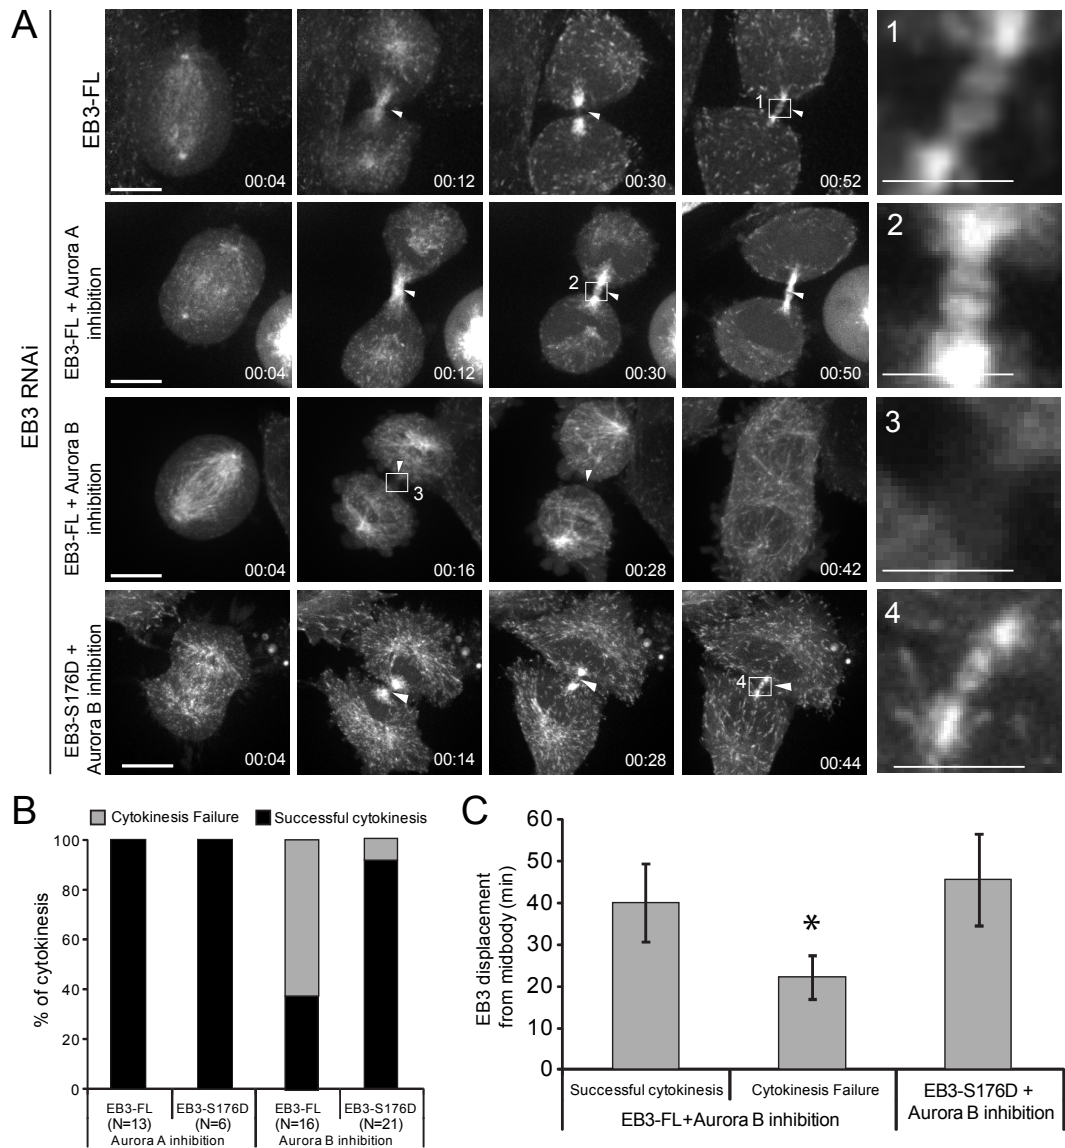 A
EB3 RNAi
EB3-FL
00:04
00:12
00:30
1
00:52
1
EB3-FL + Aurora A
inhibition
00:04
00:12
2
00:30
00:50
2
EB3-FL + Aurora B
inhibition
00:04
3
00:16
00:28
00:42
3
EB3-S176D +
Aurora B inhibition
00:04
00:14
00:28
4
00:44
4
B
Cytokinesis Failure
Successful cytokinesis
% of cytokinesis
100
80
60
40
20
0
EB3-FL
(N=13)
EB3-S176D
(N=6)
EB3-FL
(N=16)
EB3-S176D
(N=21)
Aurora A inhibition
Aurora B inhibition
C
EB3 displacement
from midbody (min)
60
50
40
30
20
10
0
*
Successful cytokinesis
Cytokinesis Failure
EB3-FL+Aurora B inhibition
EB3-S176D +
Aurora B inhibition